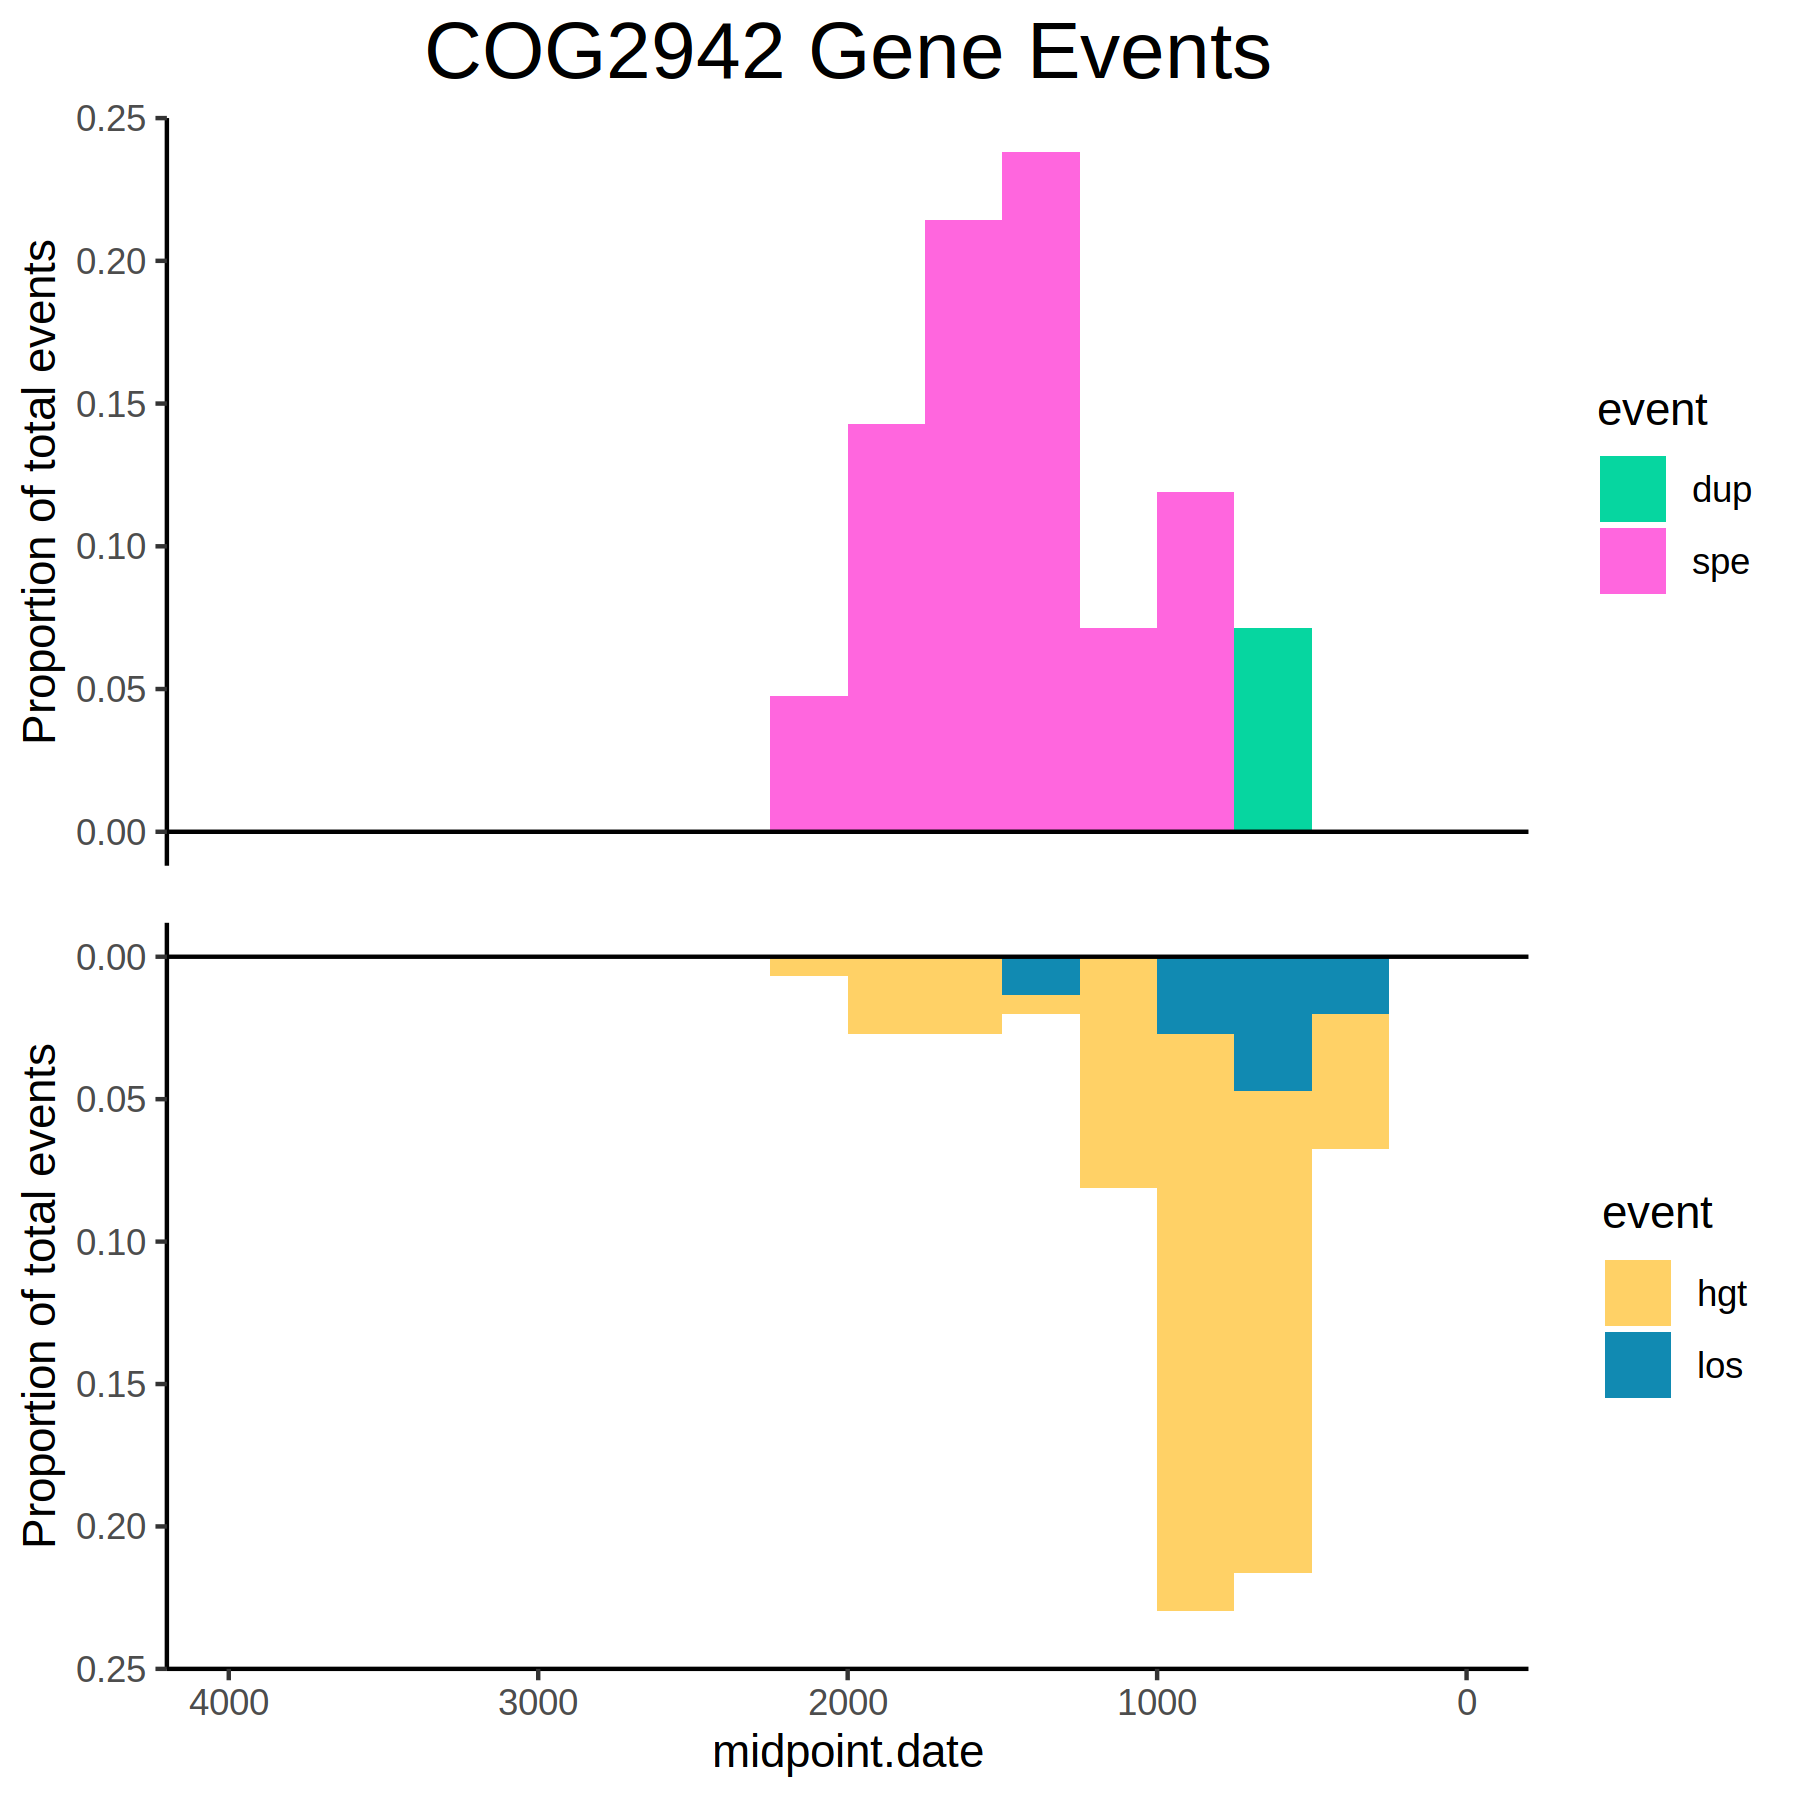 COG2942 Gene Events
Proportion of total events
0.25
0.20
0.15
0.10
0.05
0.00
event
dup
spe
Proportion of total events
0.00
0.05
0.10
0.15
0.20
0.25
4000 3000 2000 1000 0
midpoint.date
event
hgt
los